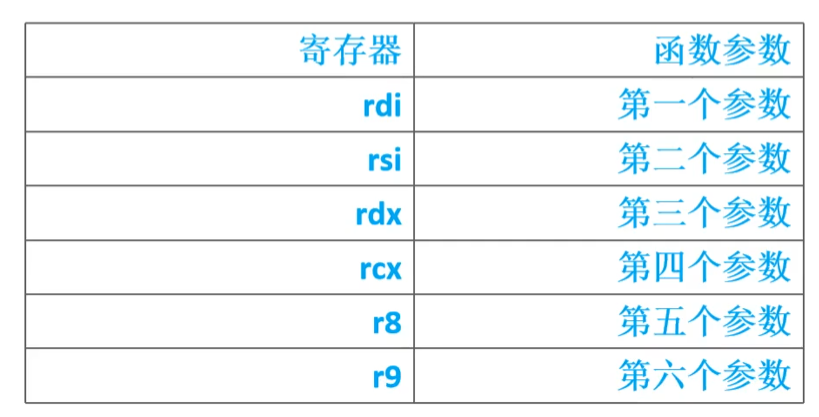 寄存器 函数参数
rdi 第一个参数
rsi 第二个参数
rdx 第三个参数
rcx 第四个参数
r8 第五个参数
r9 第六个参数